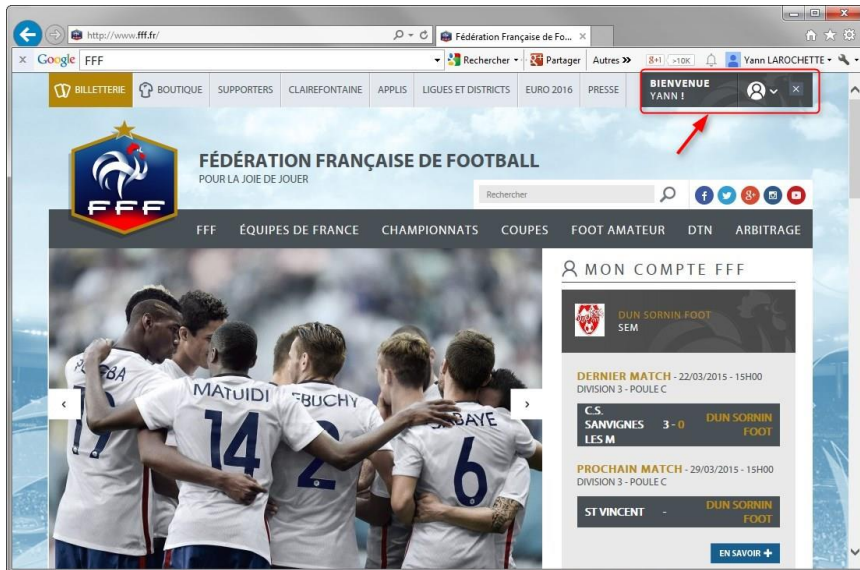 http://www.fff.fr/
Fédération Française de Fo...
Google FFF
Rechercher
Partager
Autres
8+1
>10K
Yann LAROCHETTE
BILLETTERIE
BOUTIQUE
SUPPORTERS
CLAIREFONTAINE
APPLIS
LIGUES ET DISTRICTS
EURO 2016
PRESSE
BIENVENUE
YANN !
FFF
FÉDÉRATION FRANÇAISE DE FOOTBALL
POUR LA JOIE DE JOUER
Rechercher
FFF ÉQUIPES DE FRANCE CHAMPIONNATS COUPES FOOT AMATEUR DTN ARBITRAGE
MATUIDI
14
2
6
MON COMPTE FFF
DUN SORNIN FOOT
SEM
DERNIER MATCH - 22/03/2015 - 15H00
DIVISION 3 - POULE C
C.S.
SANVIGNES
LES M
3 - 0
DUN SORNIN
FOOT
PROCHAIN MATCH - 29/03/2015 - 15H00
DIVISION 3 - POULE C
ST VINCENT
-
DUN SORNIN
FOOT
EN SAVOIR +